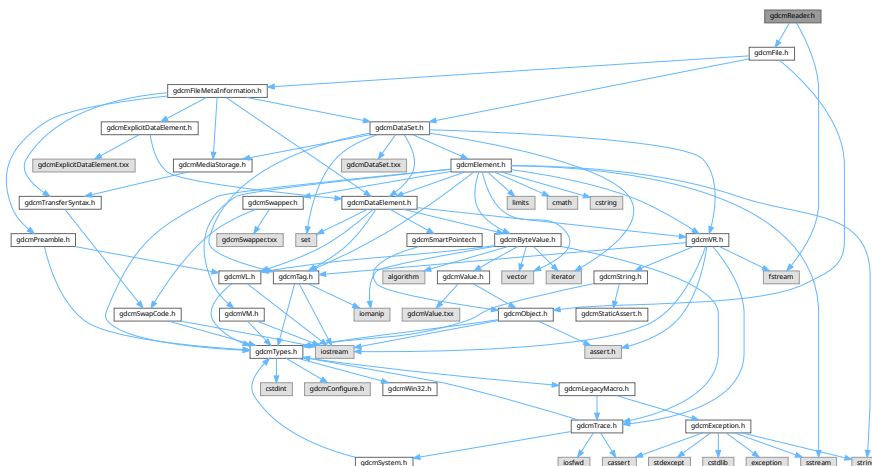 gdcmReader.h
gdcmFile.h
gdcmFileMetaInformation.h
gdcmExplicitDataElement.h
gdcmDataSet.h
gdcmExplicitDataElement.txx
gdcmMediaStorage.h
gdcmDataSet.txx
gdcmElement.h
gdcmTransferSyntax.h
gdcmSwapper.h
gdcmDataElement.h
limits
cmath
cstring
gdcmPreamble.h
gdcmSwapper.txx
set
gdcmSmartPointer.h
gdcmByteValue.h
gdcmVR.h
gdcmVL.h
gdcmTag.h
algorithm
gdcmValue.h
vector
iterator
gdcmString.h
fstream
gdcmSwapCode.h
gdcmVM.h
iomanip
gdcmValue.txx
gdcmObject.h
gdcmStaticAssert.h
gdcmTypes.h
iostream
assert.h
cstdint
gdcmConfigure.h
gdcmWin32.h
gdcmLegacyMacro.h
gdcmTrace.h
gdcmException.h
gdcmSystem.h
iosfwd
cassert
stdexcept
cstdlib
exception
sstream